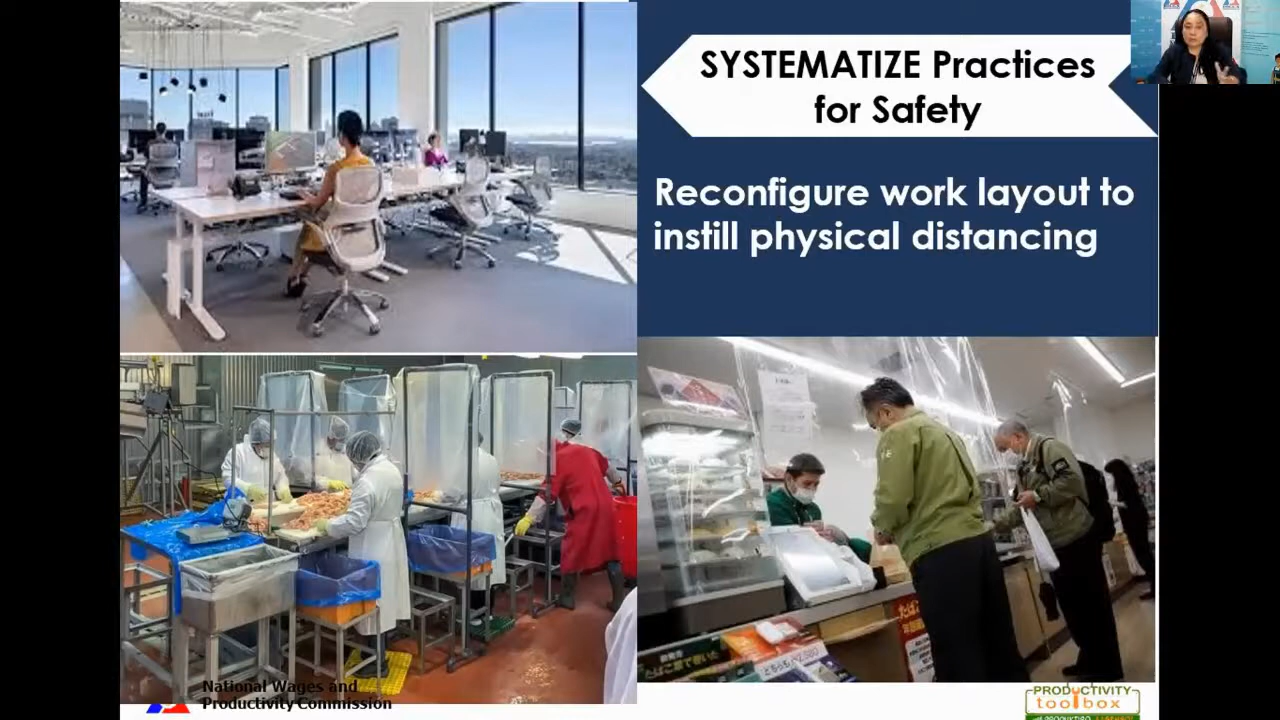 SYSTEMATIZE Practices
for Safety
Reconfigure work layout to
instill physical distancing
National Wages and
Productivity Commission
PRODUCTIVITY
toolbox